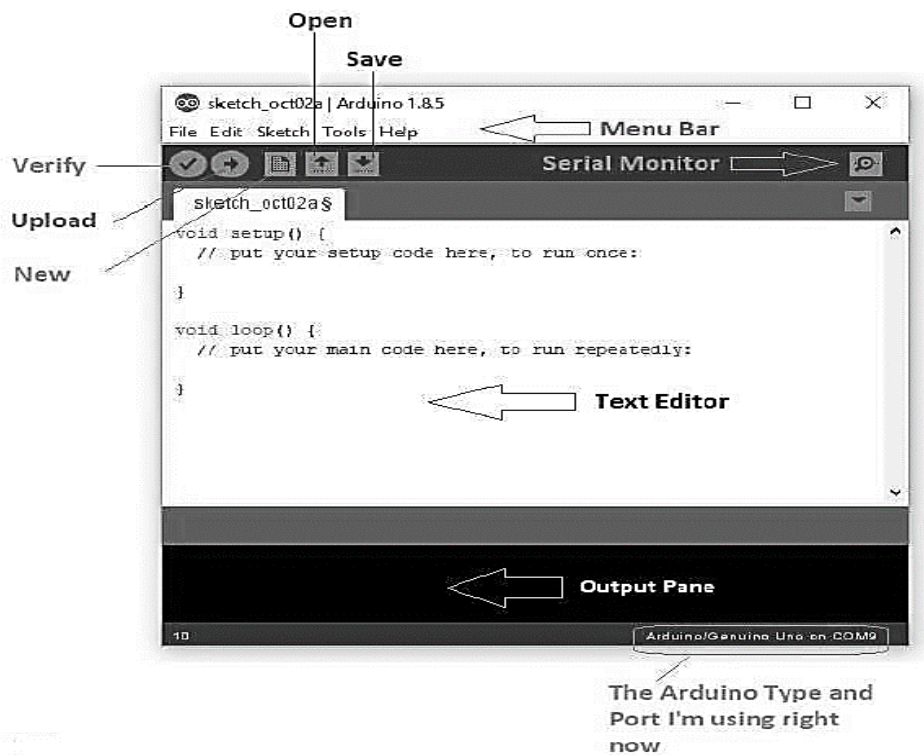 Open
Save
sketch_oct02a | Arduino 1.8.5
File Edit Sketch Tools Help
Menu Bar
Verify
Serial Monitor
Upload
sketch_oct02a §
New
void setup() {
// put your setup code here, to run once:
}
void loop() {
// put your main code here, to run repeatedly:
}
Text Editor
Output Pane
10
Arduino/Genuino Uno on COM9
The Arduino Type and
Port I'm using right
now